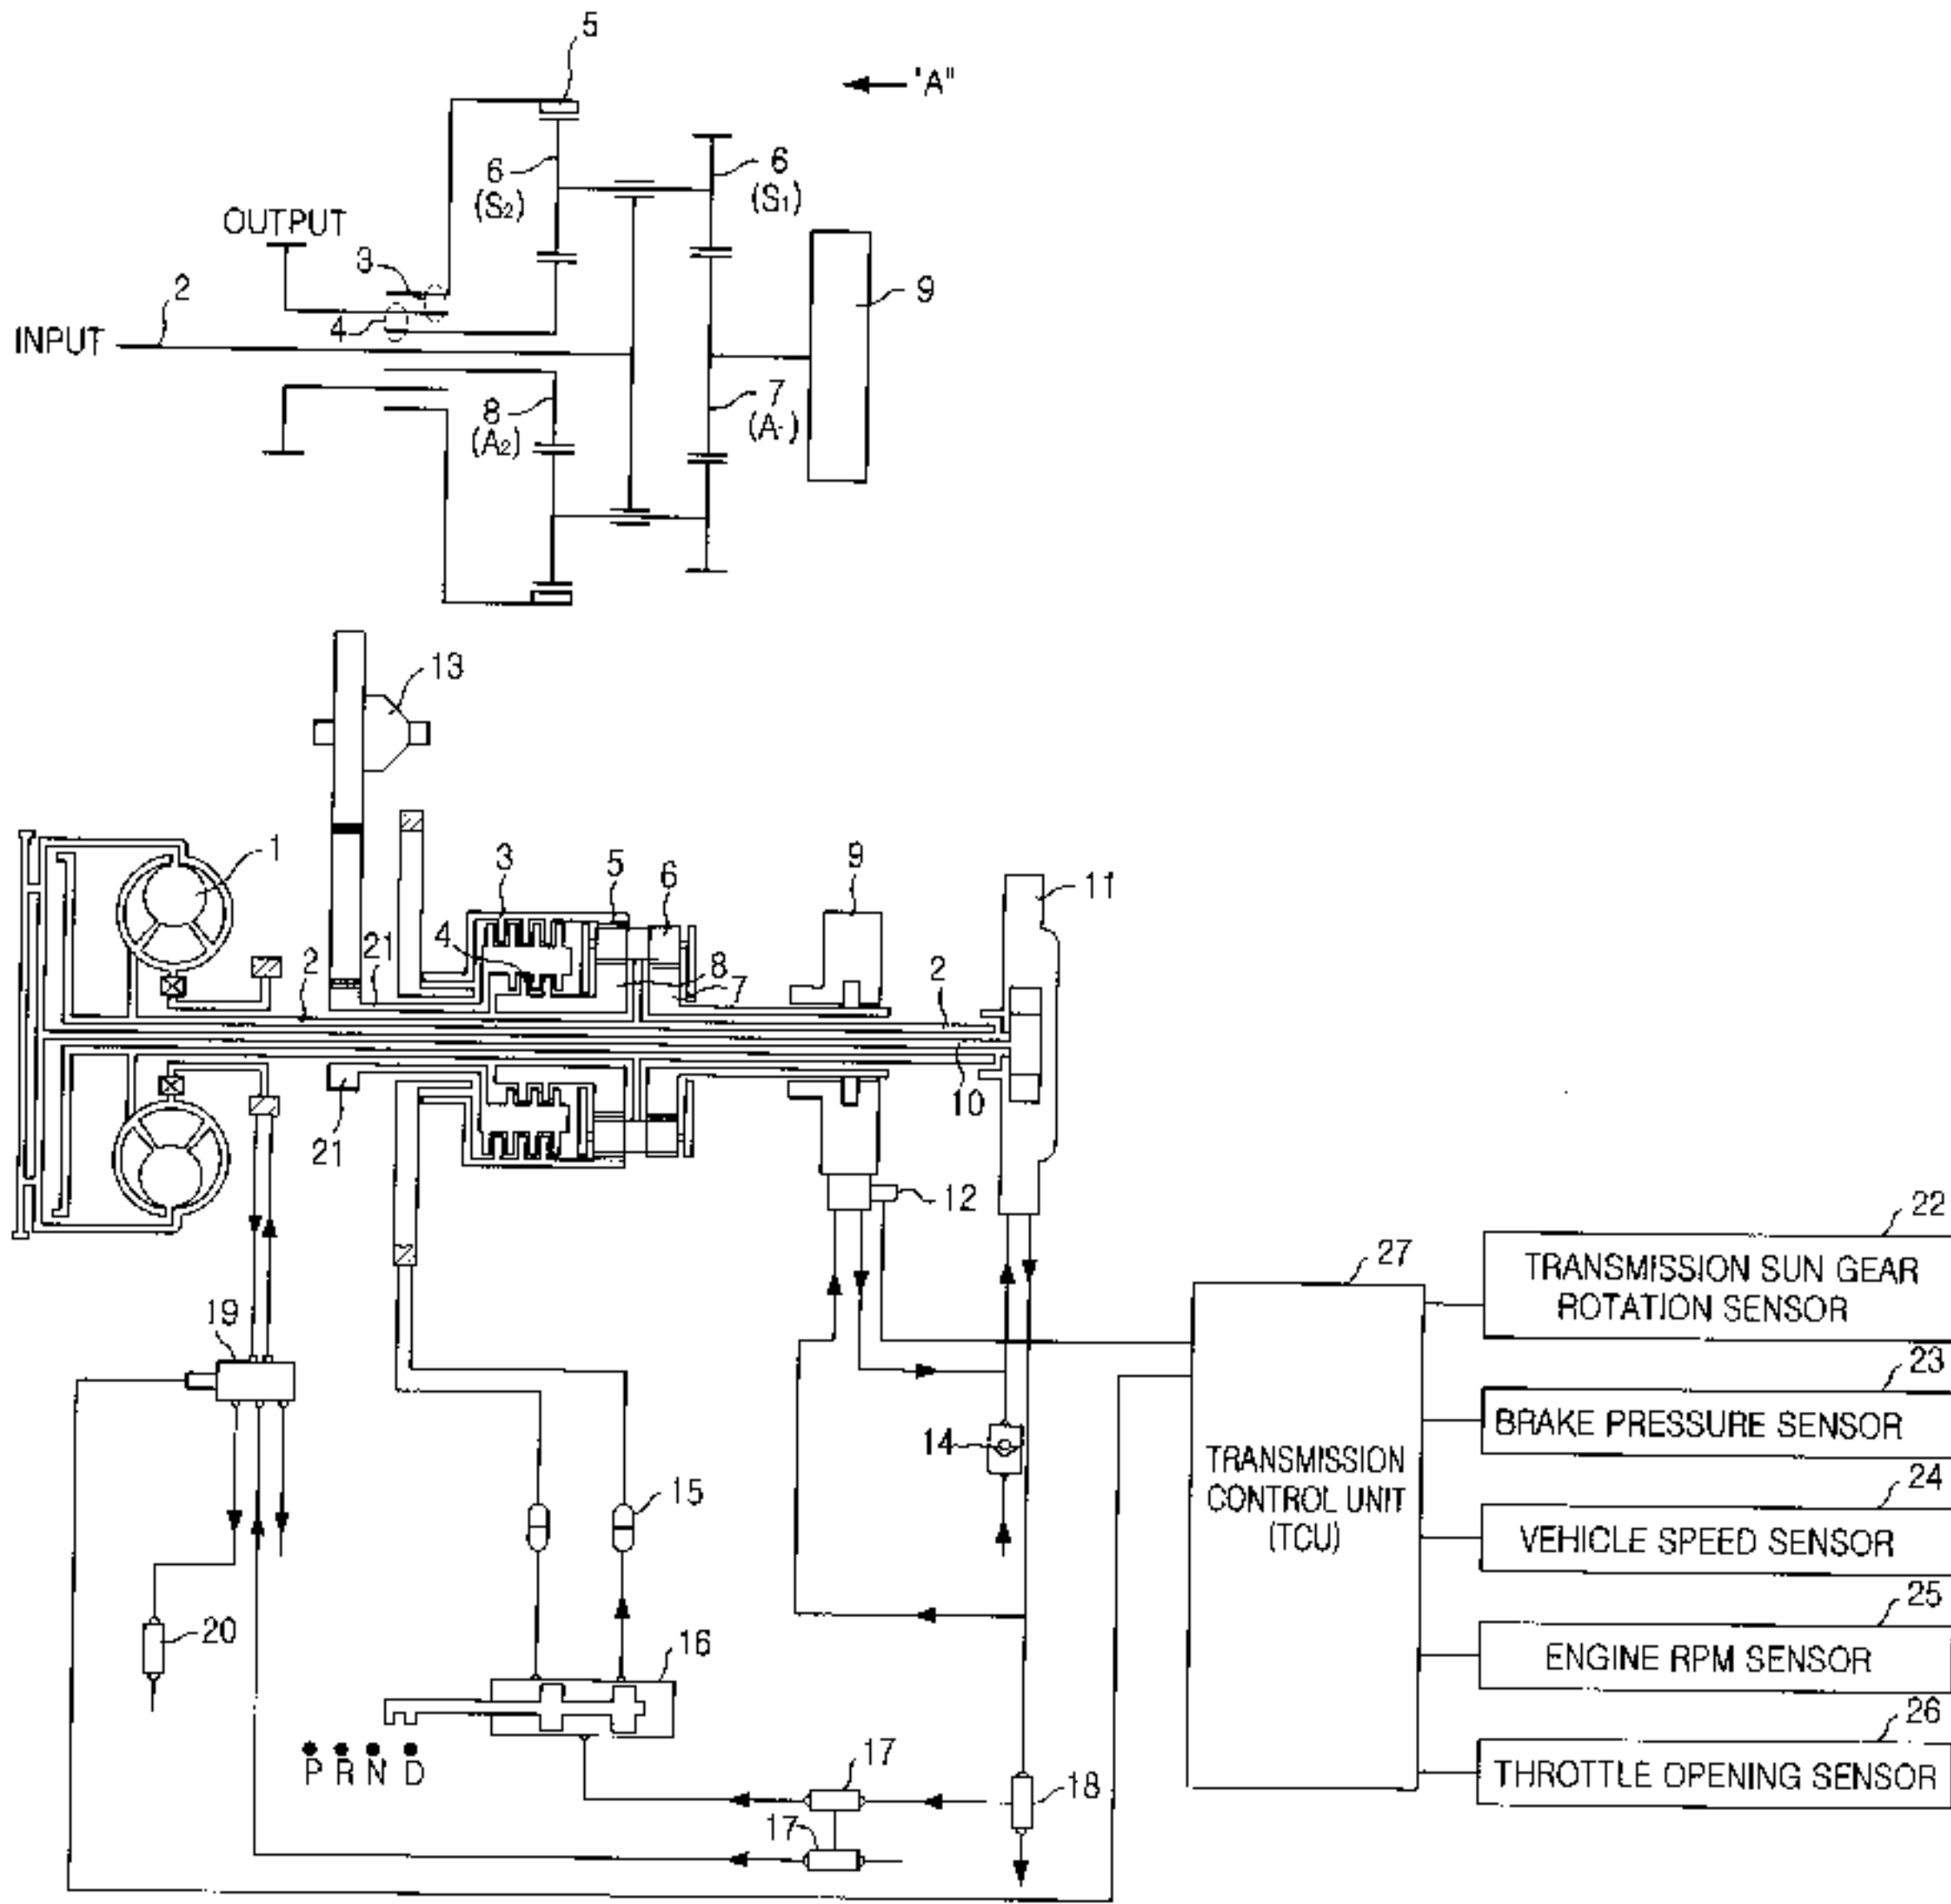 5
"A"
6
(S2)
6
(S1)
OUTPUT
3
2
9
4
INPUT
7
8
(A2)
13
1
3
5
9
6
11
4
21
2
8
7
2
10
21
12
22
27
TRANSMISSION SUN GEAR
ROTATION SENSOR
19
23
14
BRAKE PRESSURE SENSOR
TRANSMISSION
CONTROL UNIT
(TCU)
15
24
VEHICLE SPEED SENSOR
25
20
16
ENGINE RPM SENSOR
26
P R N D
17
18
THROTTLE OPENING SENSOR
17